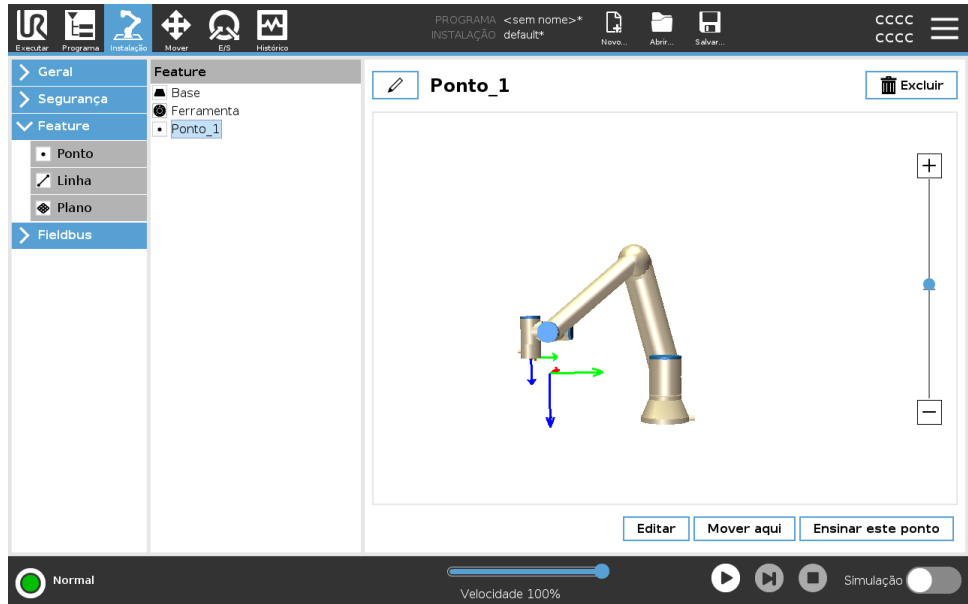 UR
PROGRAMA <sem nome>*
INSTALAÇÃO default*
CCCC
CCCC
Executar Programa Instalação Mover E/S Histórico Novo... Abrir... Salvar...
Geral
Segurança
Feature
Ponto
Linha
Plano
Fieldbus
Feature
Base
Ferramenta
Ponto_1
Ponto_1
Excluir
Editar
Mover aqui
Ensinar este ponto
Normal
Velocidade 100%
Simulação